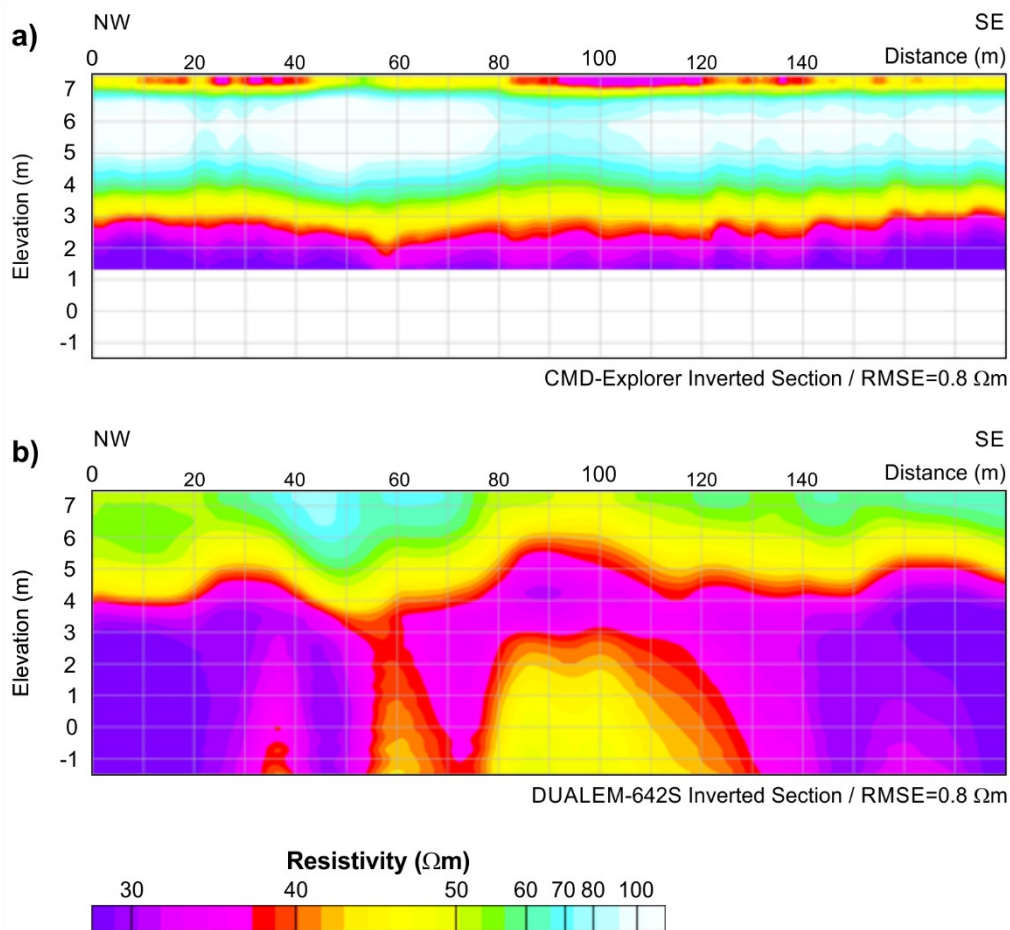 a)
NW SE
0 20 40 60 80 100 120 140 Distance (m)
7
6
5
4
3
2
1
0
-1
Elevation (m)
CMD-Explorer Inverted Section / RMSE=0.8 Ωm
b)
NW SE
0 20 40 60 80 100 120 140 Distance (m)
7
6
5
4
3
2
1
0
-1
Elevation (m)
DUALEM-642S Inverted Section / RMSE=0.8 Ωm
Resistivity (Ωm)
30 40 50 60 70 80 100